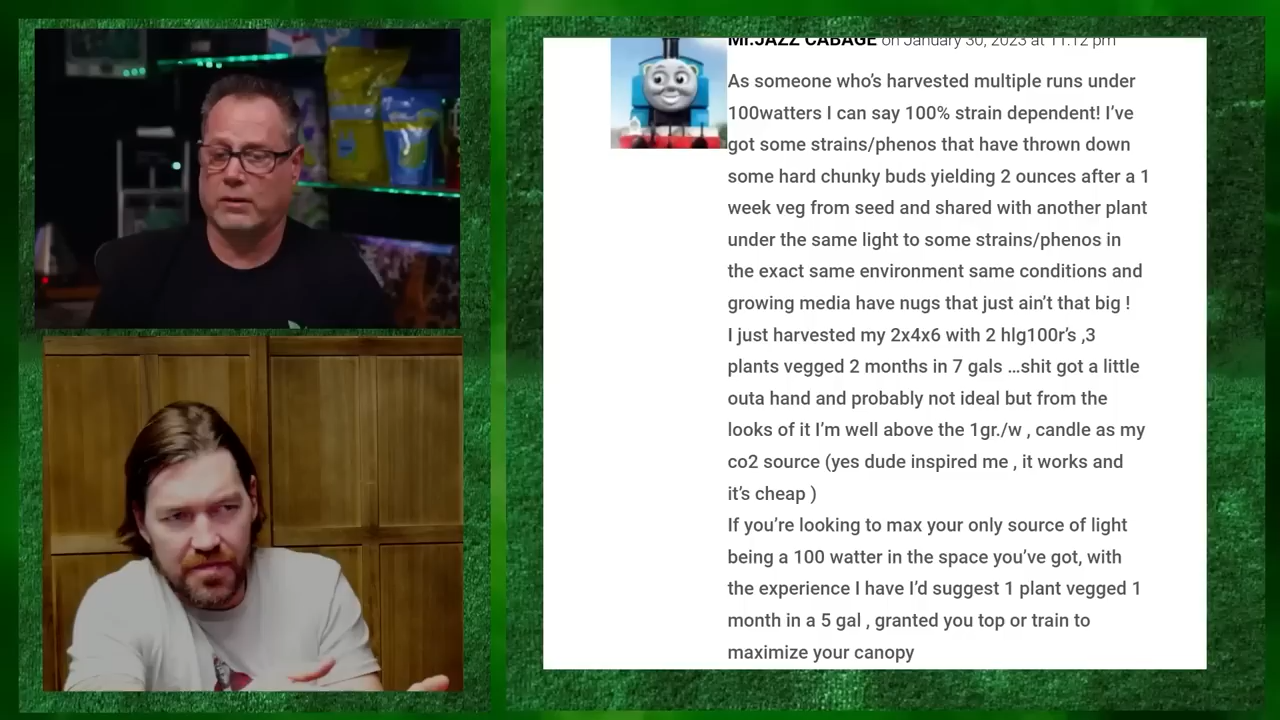 Mr.JAZZ CABAGE on January 30, 2023 at 11:12 pm
As someone who's harvested multiple runs under
100watters I can say 100% strain dependent! I've
got some strains/phenos that have thrown down
some hard chunky buds yielding 2 ounces after a 1
week veg from seed and shared with another plant
under the same light to some strains/phenos in
the exact same environment same conditions and
growing media have nugs that just ain't that big !
I just harvested my 2x4x6 with 2 hlg100r's ,3
plants vegged 2 months in 7 gals …shit got a little
outa hand and probably not ideal but from the
looks of it I'm well above the 1gr./w , candle as my
co2 source (yes dude inspired me , it works and
it's cheap )
If you're looking to max your only source of light
being a 100 watter in the space you've got, with
the experience I have I'd suggest 1 plant vegged 1
month in a 5 gal , granted you top or train to
maximize your canopy